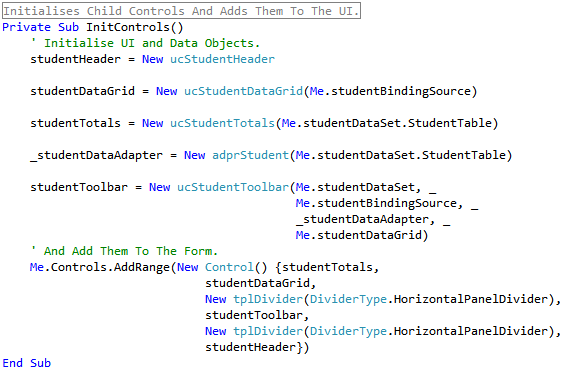 Initialises Child Controls And Adds Them To The UI.
Private Sub InitControls()
' Initialise UI and Data Objects.
studentHeader = New ucStudentHeader
studentDataGrid = New ucStudentDataGrid(Me.studentBindingSource)
studentTotals = New ucStudentTotals(Me.studentDataSet.StudentTable)
_studentDataAdapter = New adprStudent(Me.studentDataSet.StudentTable)
studentToolbar = New ucStudentToolbar(Me.studentDataSet, _
Me.studentBindingSource, _
_studentDataAdapter, _
Me.studentDataGrid)
' And Add Them To The Form.
Me.Controls.AddRange(New Control() {studentTotals,
studentDataGrid,
New tplDivider(DividerType.HorizontalPanelDivider),
studentToolbar,
New tplDivider(DividerType.HorizontalPanelDivider),
studentHeader})
End Sub